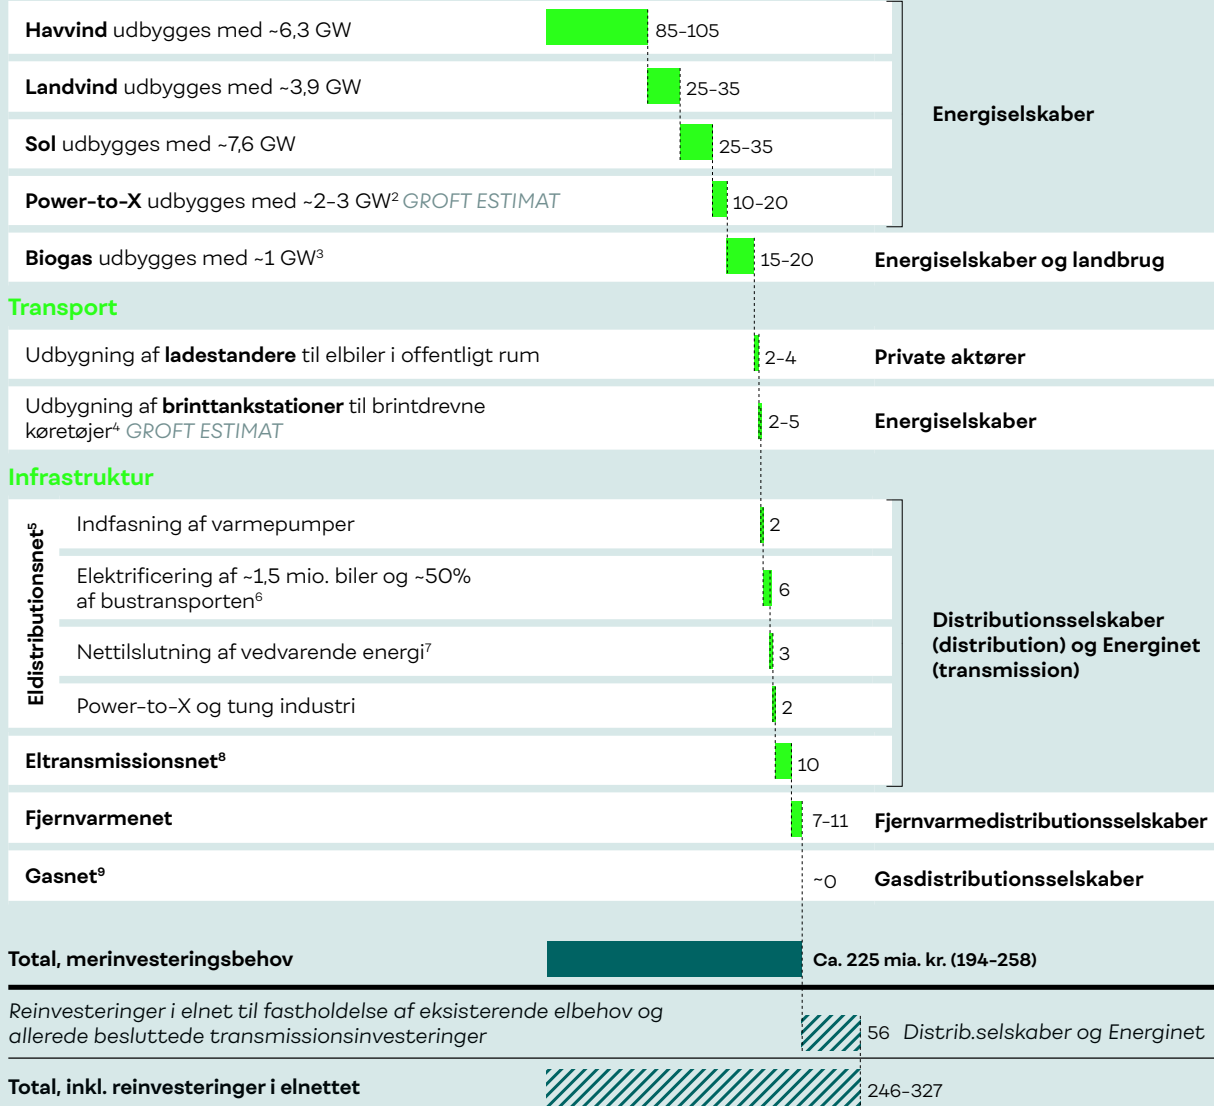 Havvind udbygges med ~6,3 GW
85-105
Landvind udbygges med ~3,9 GW
25-35
Energiselskaber
Sol udbygges med ~7,6 GW
25-35
Power-to-X udbygges med ~2-3 GW² GROFT ESTIMAT
10-20
Biogas udbygges med ~1 GW³
15-20
Energiselskaber og landbrug
Transport
Udbygning af ladestandere til elbiler i offentligt rum
2-4
Private aktører
Udbygning af brinttankstationer til brintdrevne
køretøjer⁴ GROFT ESTIMAT
2-5
Energiselskaber
Infrastruktur
Eldistributionsnet⁵
Indfasning af varmepumper
2
Elektrificering af ~1,5 mio. biler og ~50%
af bustransporten⁶
6
Nettilslutning af vedvarende energi⁷
3
Power-to-X og tung industri
2
Distributionsselskaber
(distribution) og Energinet
(transmission)
Eltransmissionsnet⁸
10
Fjernvarmenet
7-11
Fjernvarmedistributionsselskaber
Gasnet⁹
~0
Gasdistributionsselskaber
Total, merinvesteringsbehov
Ca. 225 mia. kr. (194-258)
Reinvesteringer i elnet til fastholdelse af eksisterende elbehov og
allerede besluttede transmissionsinvesteringer
56
Distrib.selskaber og Energinet
Total, inkl. reinvesteringer i elnettet
246-327